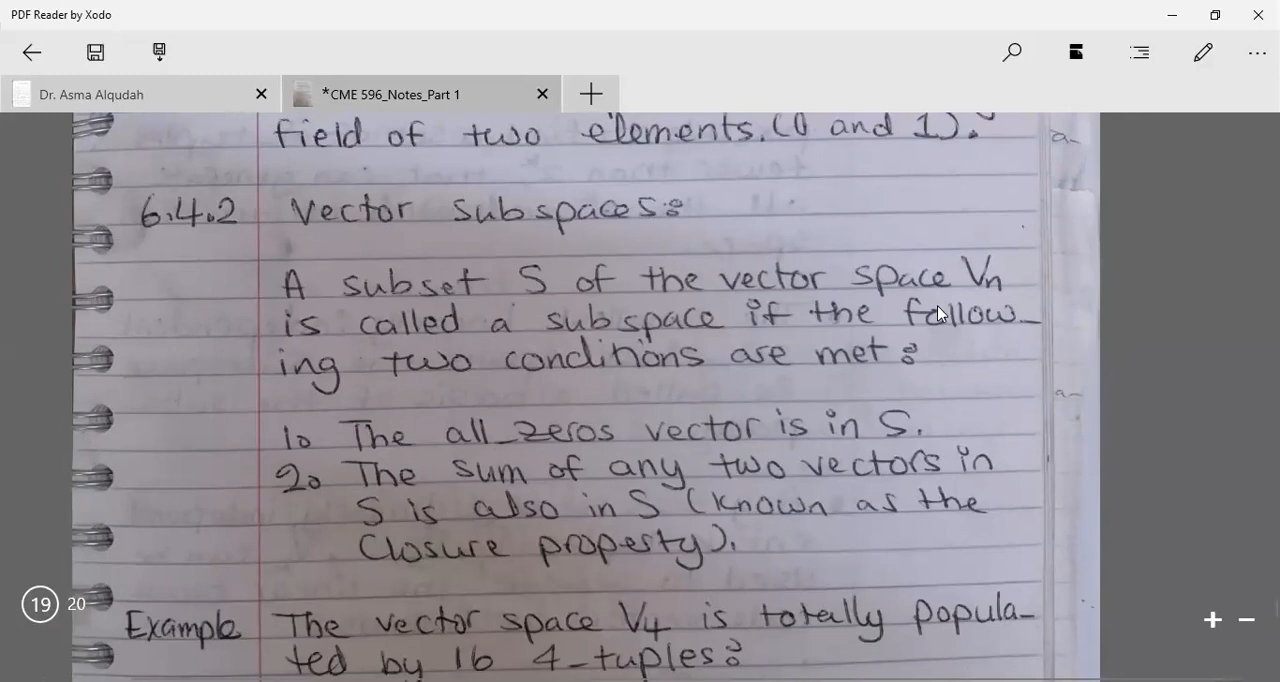 PDF Reader by Xodo
Dr. Asma Alqudah
*CME 596_Notes_Part 1
field of two elements.(0 and 1)."
6.4.2 Vector subspaces:
A subset S of the vector space Vn
is called a subspace if the follow-
ing two conditions are met:
1. The all-zeros vector is in S.
2. The sum of any two vectors in
S is also in S (known as the
Closure property).
Example The vector space V4 is totally popula-
ted by 16 4-tuples:
19 20